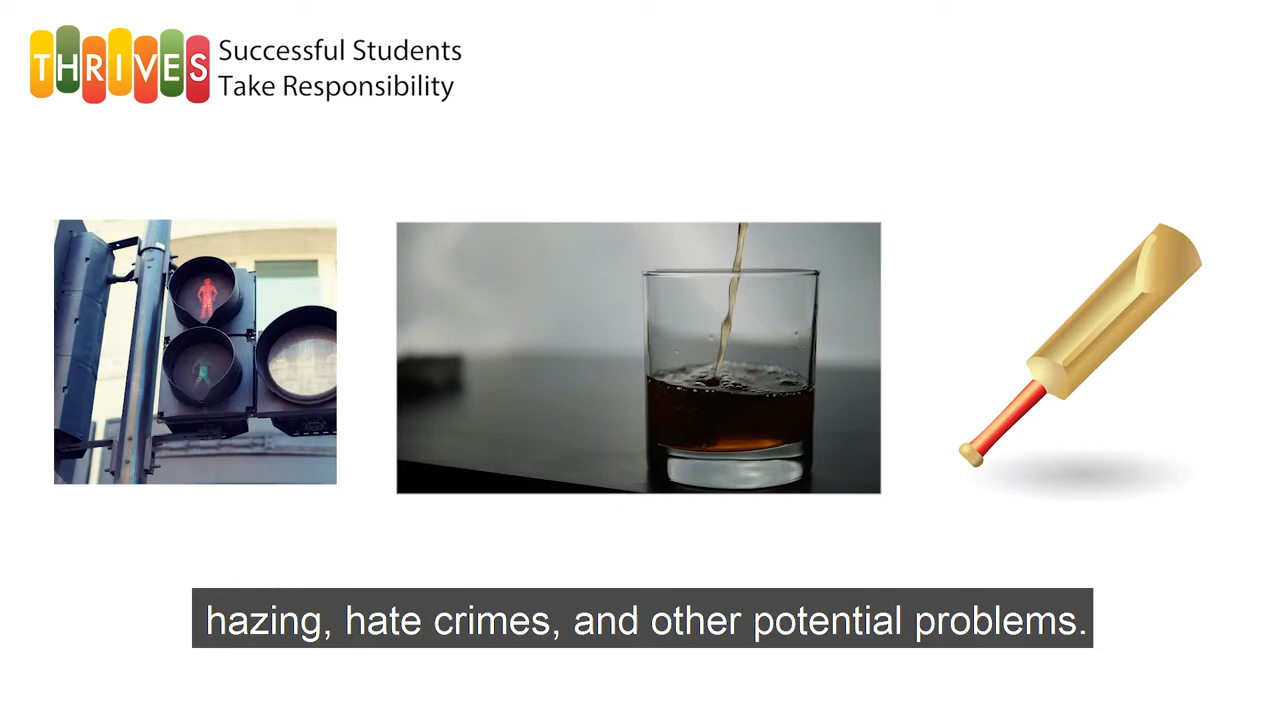 THRIVES
Successful Students
Take Responsibility
hazing, hate crimes, and other potential problems.